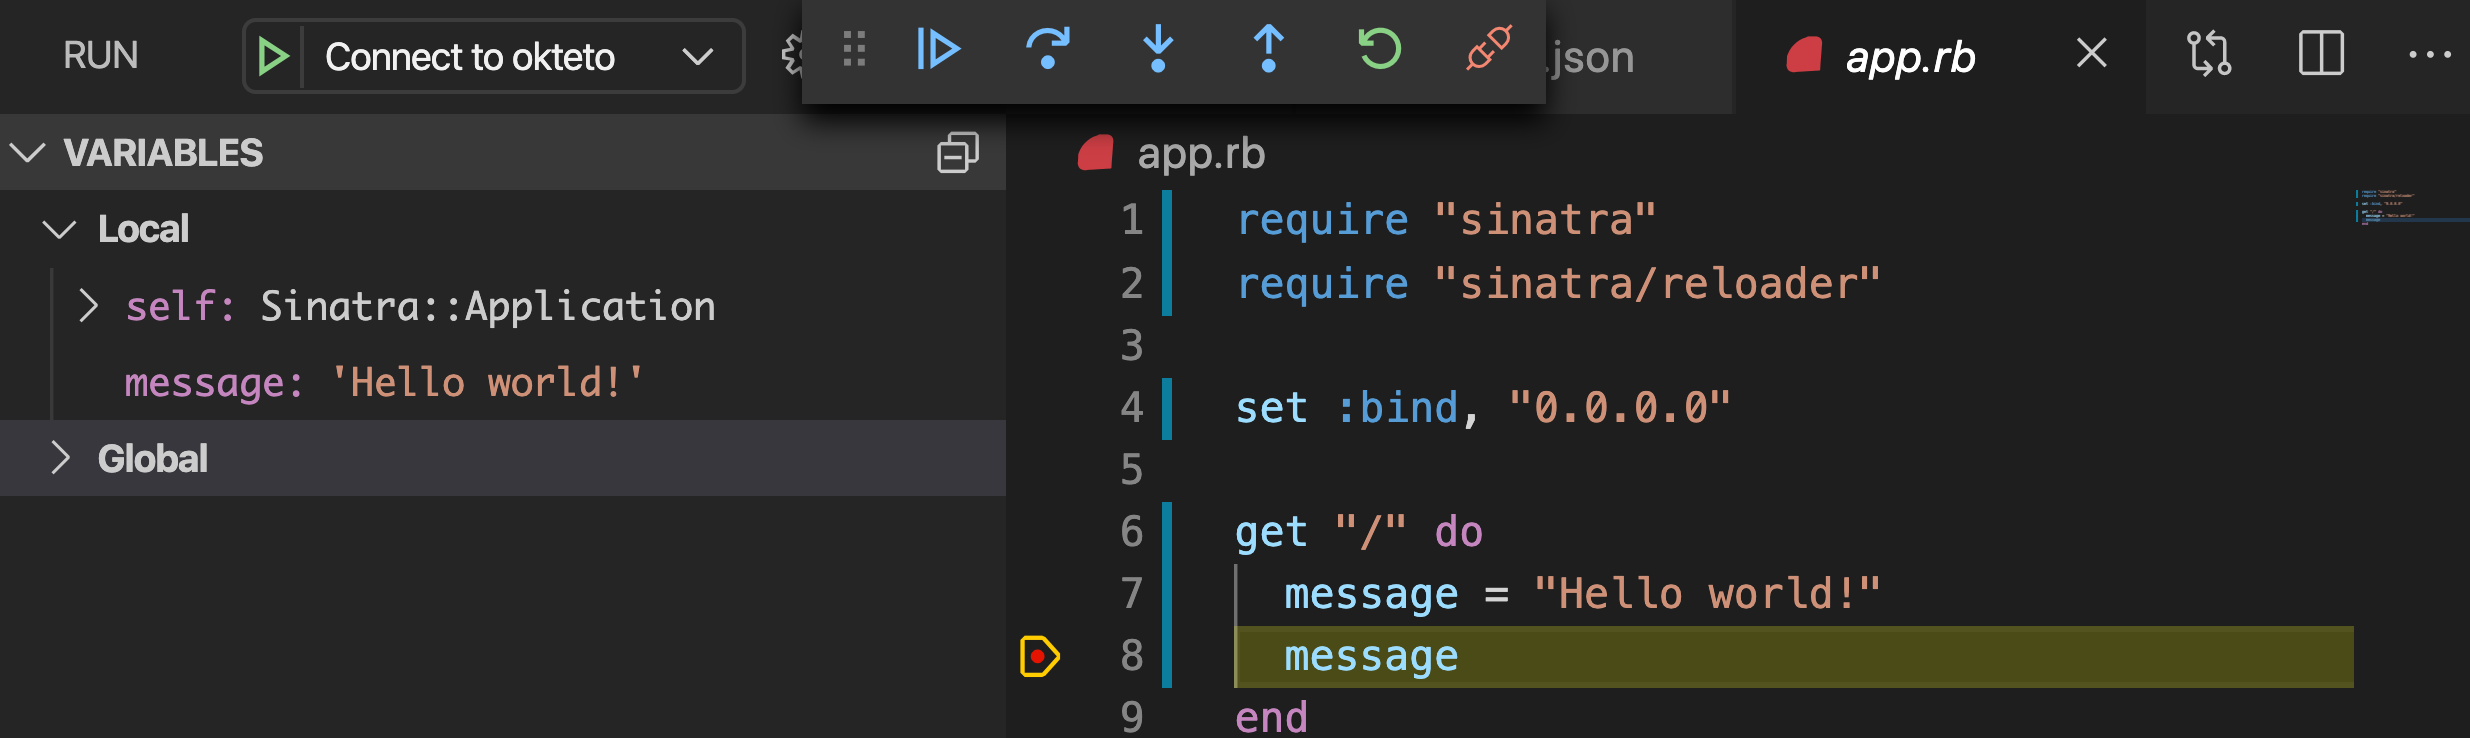 RUN
Connect to okteto
.json
app.rb
VARIABLES
Local
self: Sinatra::Application
message: 'Hello world!'
Global
app.rb
1 require "sinatra"
2 require "sinatra/reloader"
3
4 set :bind, "0.0.0.0"
5
6 get "/" do
7 message = "Hello world!"
8 message
9 end